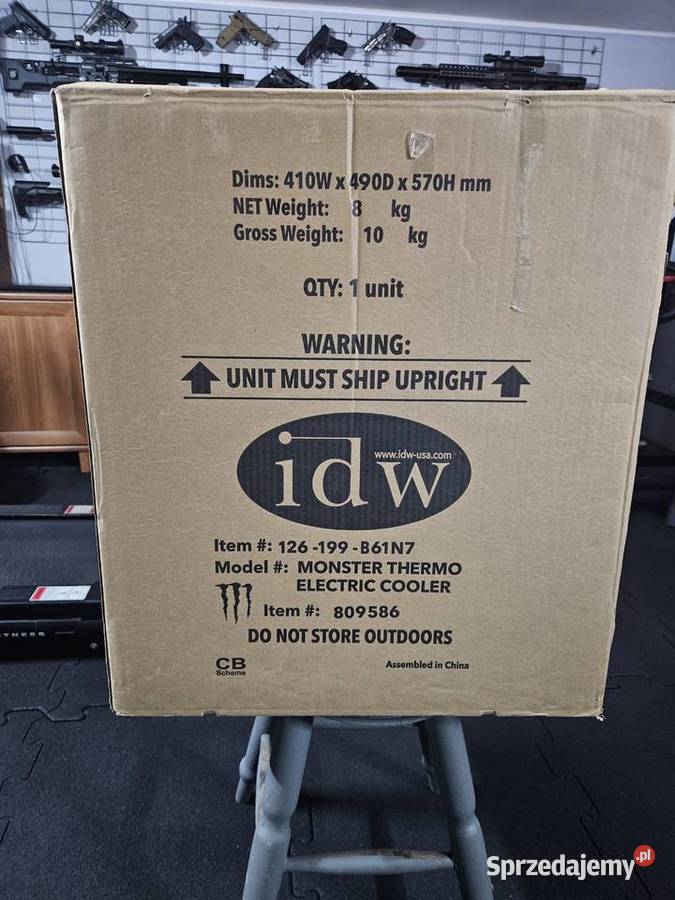 Dims: 410W x 490D x 570H mm
NET Weight: 8 kg
Gross Weight: 10 kg
QTY: 1 unit
WARNING:
UNIT MUST SHIP UPRIGHT
www.idw-usa.com
idw
Item #: 126 -199 -B61N7
Model #: MONSTER THERMO
ELECTRIC COOLER
Item #: 809586
DO NOT STORE OUTDOORS
CB
Scheme
Assembled in China
Sprzedajemy.pl